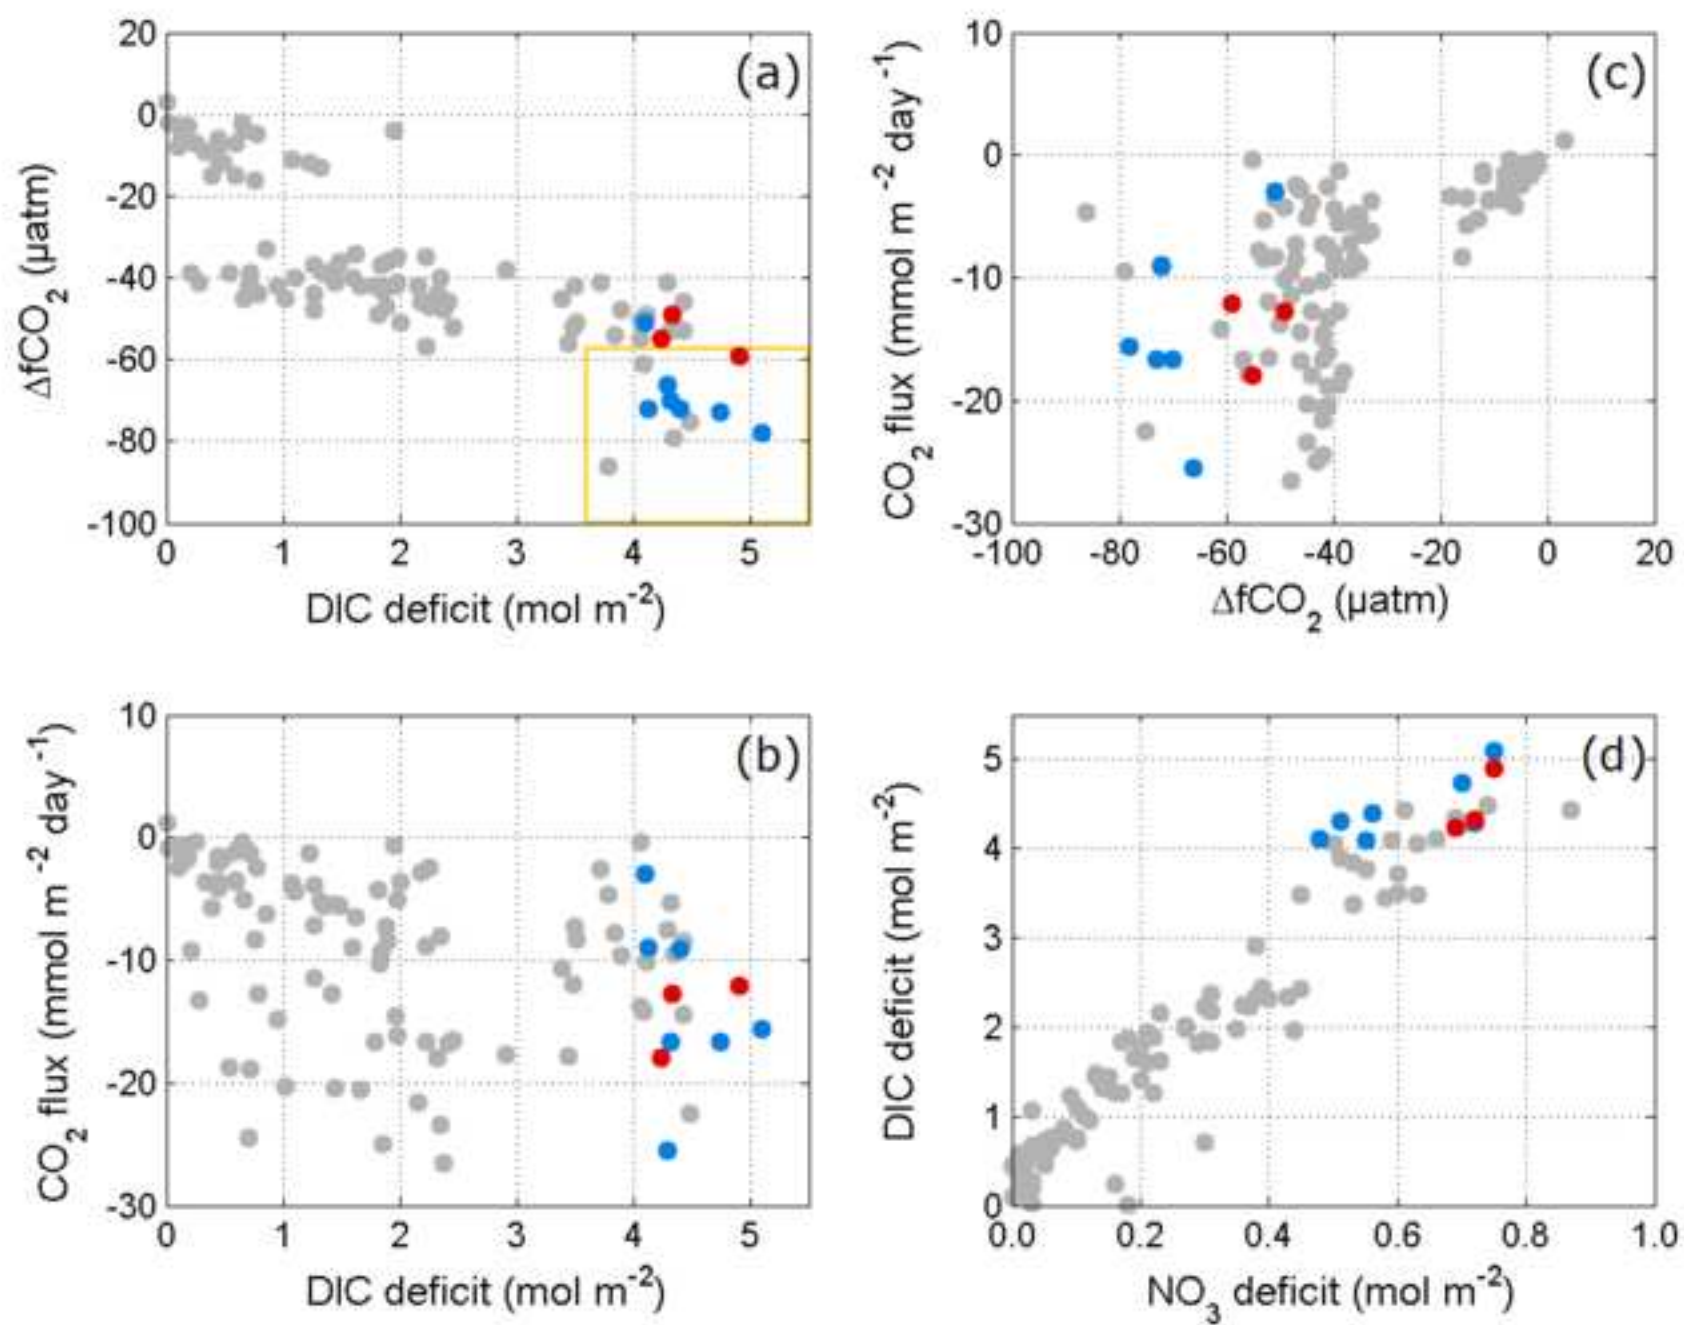 (a)
20
0
-20
-40
-60
-80
-100
ΔfCO2 (µatm)
0 1 2 3 4 5
DIC deficit (mol m-2)
(c)
10
0
-10
-20
-30
CO2 flux (mmol m-2 day-1)
-100 -80 -60 -40 -20 0 20
ΔfCO2 (µatm)
(b)
10
0
-10
-20
-30
CO2 flux (mmol m-2 day-1)
0 1 2 3 4 5
DIC deficit (mol m-2)
(d)
5
4
3
2
1
0
DIC deficit (mol m-2)
0.0 0.2 0.4 0.6 0.8 1.0
NO3 deficit (mol m-2)